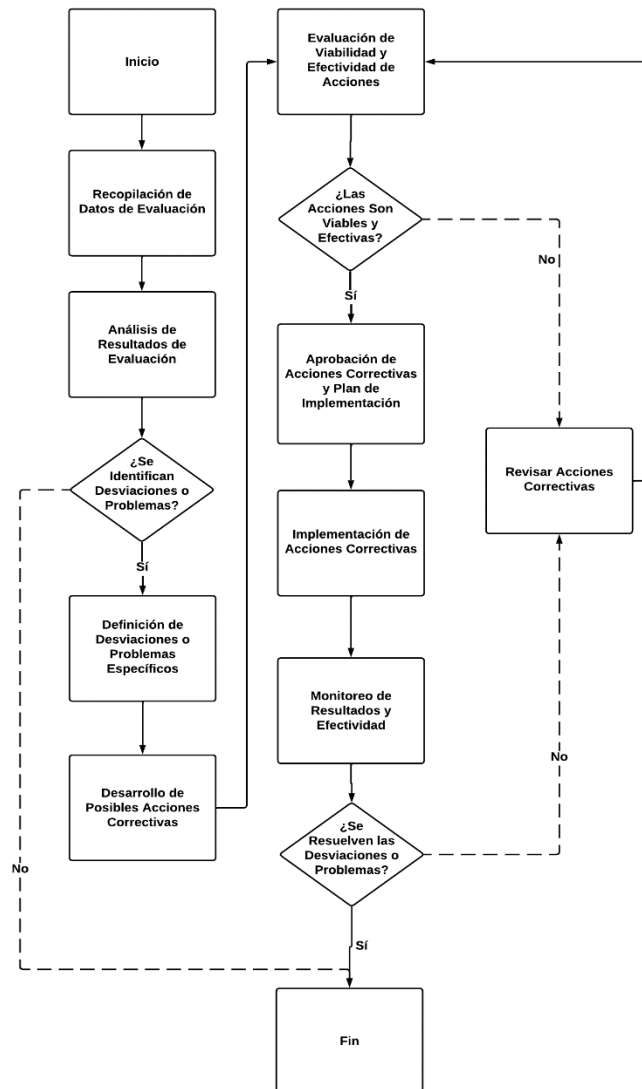 Inicio
Recopilación de
Datos de Evaluación
Análisis de
Resultados de
Evaluación
¿Se
Identifican
Desviaciones o
Problemas?
Sí
No
Definición de
Desviaciones o
Problemas
Específicos
Desarrollo de
Posibles Acciones
Correctivas
Evaluación de
Viabilidad y
Efectividad de
Acciones
¿Las
Acciones Son
Viables y
Efectivas?
No
Sí
Aprobación de
Acciones Correctivas
y Plan de
Implementación
Revisar Acciones
Correctivas
Implementación de
Acciones Correctivas
Monitoreo de
Resultados y
Efectividad
¿Se
Resuelven las
Desviaciones o
Problemas?
No
Sí
Fin